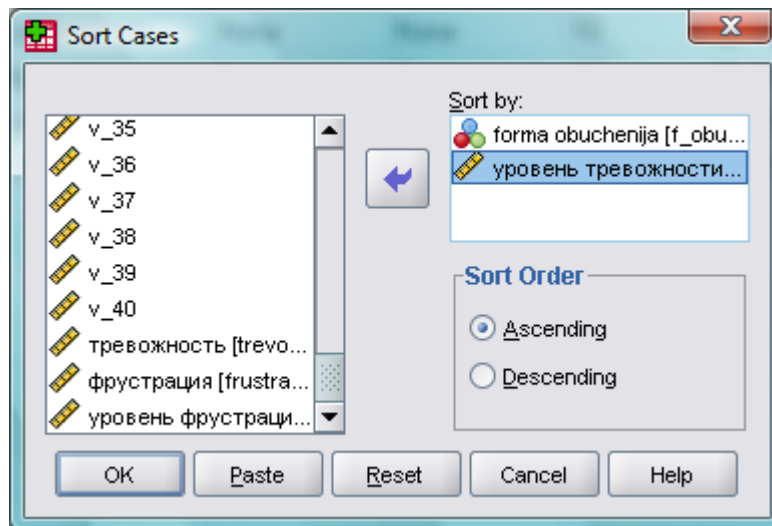 Sort Cases
v_35
v_36
v_37
v_38
v_39
v_40
тревожность [trevo...
фрустрация [frustra...
уровень фрустраци...
Sort by:
forma obuchenija [f_obu...
уровень тревожности...
Sort Order
Ascending
Descending
OK
Paste
Reset
Cancel
Help